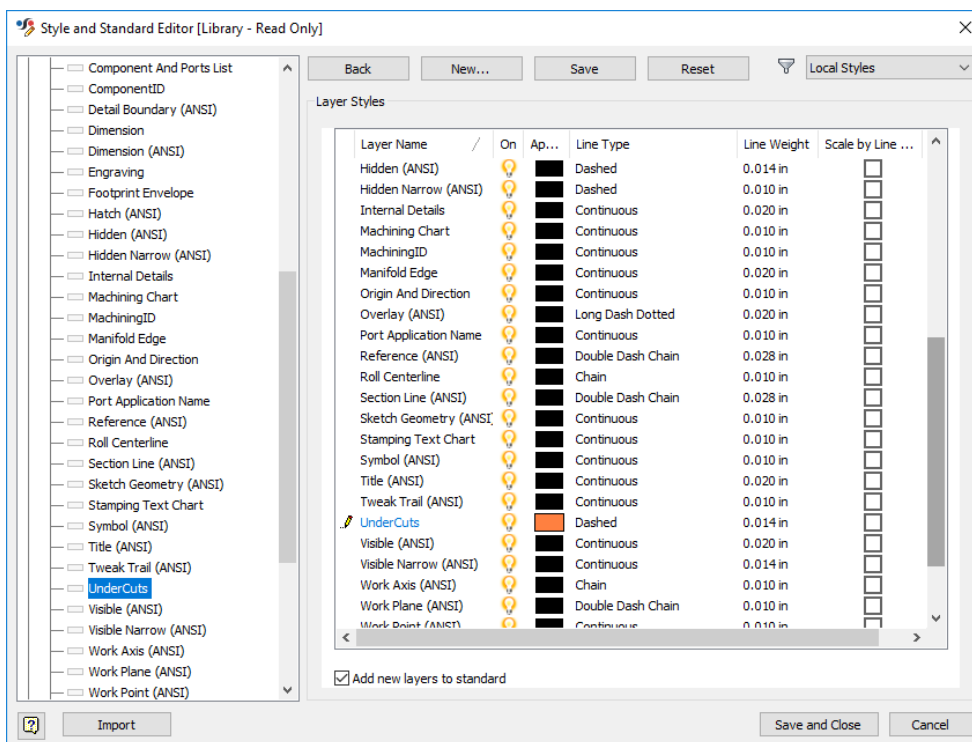 Style and Standard Editor [Library - Read Only]
Component And Ports List
ComponentID
Detail Boundary (ANSI)
Dimension
Dimension (ANSI)
Engraving
Footprint Envelope
Hatch (ANSI)
Hidden (ANSI)
Hidden Narrow (ANSI)
Internal Details
Machining Chart
MachiningID
Manifold Edge
Origin And Direction
Overlay (ANSI)
Port Application Name
Reference (ANSI)
Roll Centerline
Section Line (ANSI)
Sketch Geometry (ANSI)
Stamping Text Chart
Symbol (ANSI)
Title (ANSI)
Tweak Trail (ANSI)
UnderCuts
Visible (ANSI)
Visible Narrow (ANSI)
Work Axis (ANSI)
Work Plane (ANSI)
Work Point (ANSI)
Back New... Save Reset Local Styles
Layer Styles
Layer Name On Ap... Line Type Line Weight Scale by Line ...
Hidden (ANSI) Dashed 0.014 in
Hidden Narrow (ANSI) Dashed 0.010 in
Internal Details Continuous 0.020 in
Machining Chart Continuous 0.010 in
MachiningID Continuous 0.010 in
Manifold Edge Continuous 0.020 in
Origin And Direction Continuous 0.010 in
Overlay (ANSI) Long Dash Dotted 0.020 in
Port Application Name Continuous 0.010 in
Reference (ANSI) Double Dash Chain 0.028 in
Roll Centerline Chain 0.010 in
Section Line (ANSI) Double Dash Chain 0.028 in
Sketch Geometry (ANSI) Continuous 0.010 in
Stamping Text Chart Continuous 0.010 in
Symbol (ANSI) Continuous 0.010 in
Title (ANSI) Continuous 0.020 in
Tweak Trail (ANSI) Continuous 0.010 in
UnderCuts Dashed 0.014 in
Visible (ANSI) Continuous 0.020 in
Visible Narrow (ANSI) Continuous 0.014 in
Work Axis (ANSI) Chain 0.010 in
Work Plane (ANSI) Double Dash Chain 0.010 in
Work Point (ANSI) Continuous 0.010 in
Add new layers to standard
? Import Save and Close Cancel